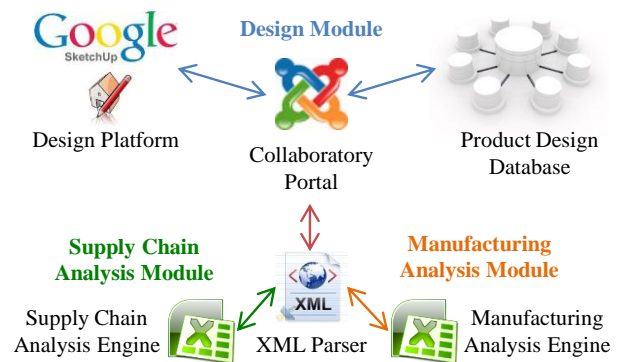 Google
SketchUp
Design Module
Design Platform
Collaboratory
Portal
Product Design
Database
Supply Chain
Analysis Module
Manufacturing
Analysis Module
XML
Supply Chain
Analysis Engine
XML Parser
Manufacturing
Analysis Engine